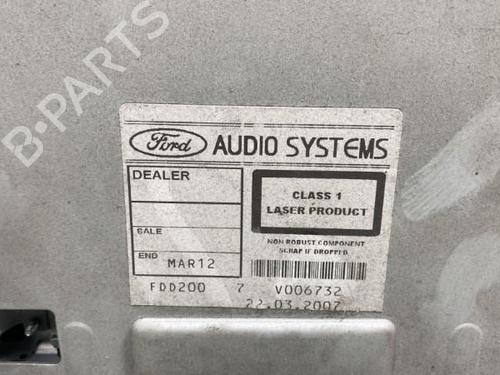 B-PARTS
Ford AUDIO SYSTEMS
DEALER
SALE
END MAR12
CLASS 1
LASER PRODUCT
NON ROBUST COMPONENT
SCRAP IF DROPPED
FDD200 7 V006732
22.03.2007